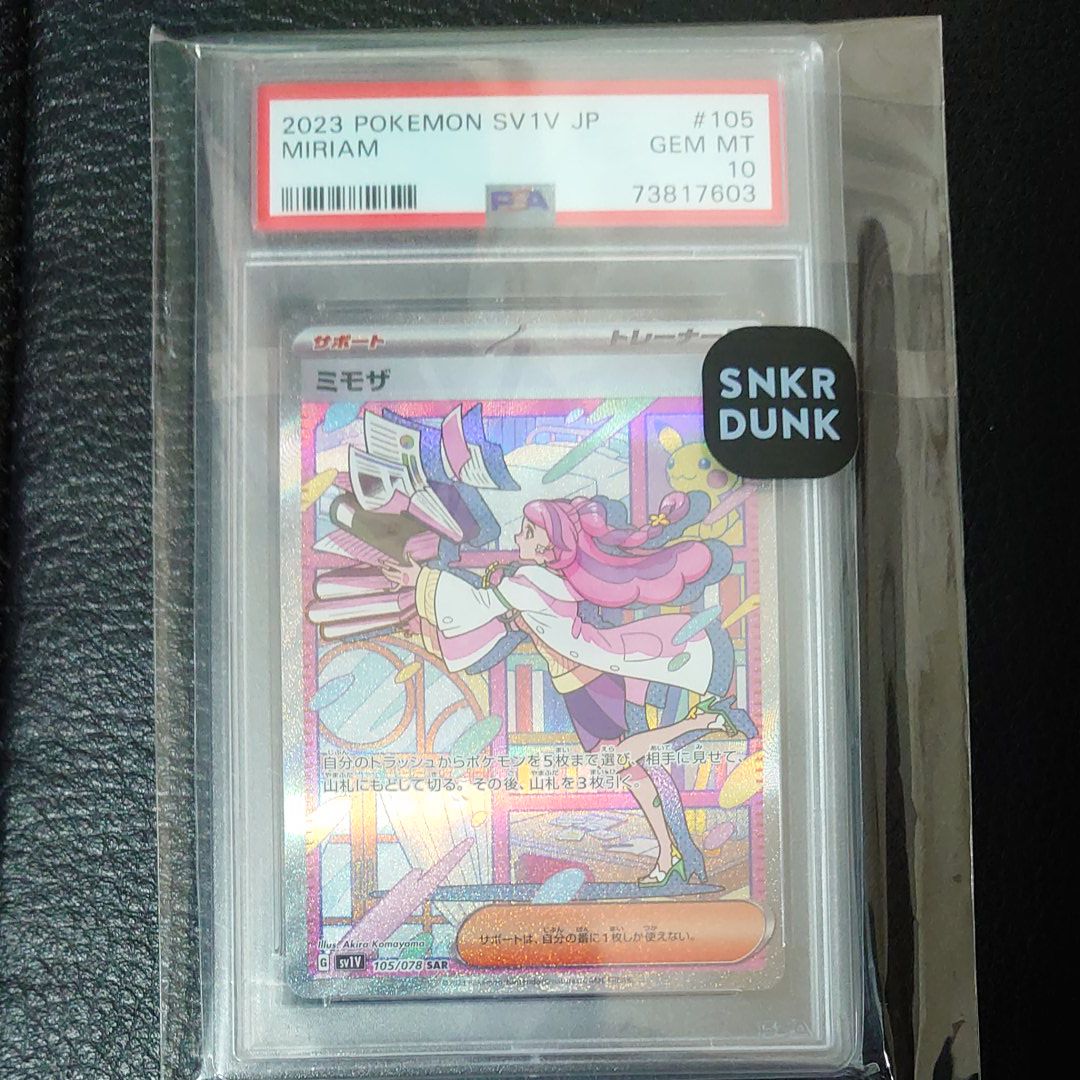 2023 POKEMON SV1V JP #105
MIRIAM GEM MT
10
73817603
PSA
サポート トレーナー
ミモザ
SNKR
DUNK
自分のトラッシュからポケモンを5枚まで選び、相手に見せて、
山札にもどして切る。その後、山札を3枚引く。
サポートは、自分の番に1枚しか使えない。
Illus. Akira Komayama
G sv1V 105/078 SAR